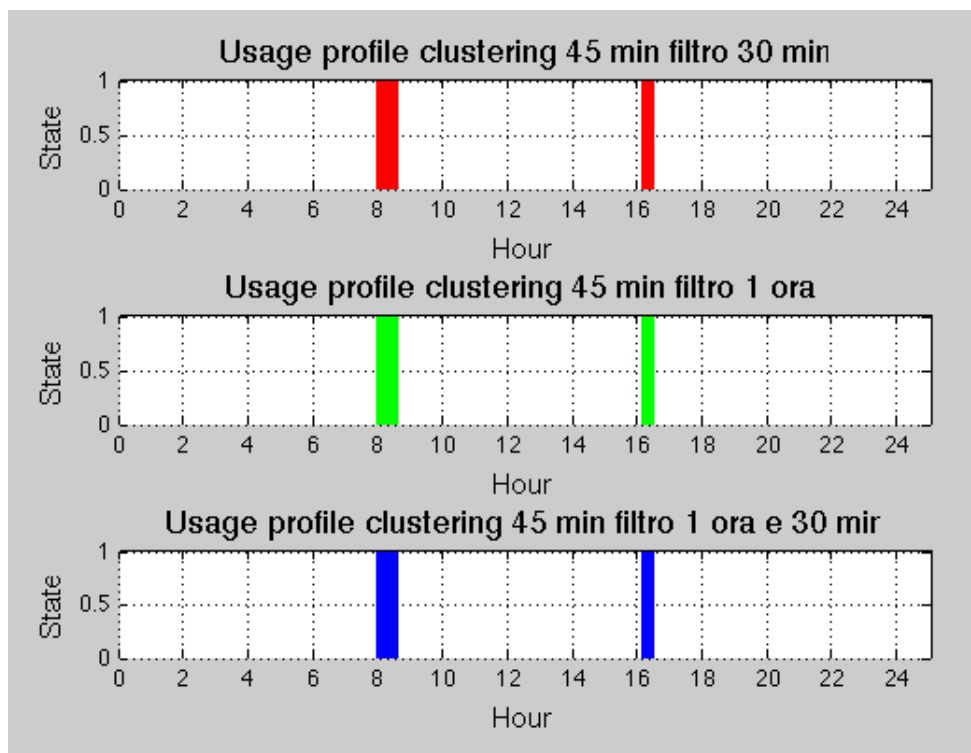 Usage profile clustering 45 min filtro 30 min
1
0.5
0
State
0 2 4 6 8 10 12 14 16 18 20 22 24
Hour
Usage profile clustering 45 min filtro 1 ora
1
0.5
0
State
0 2 4 6 8 10 12 14 16 18 20 22 24
Hour
Usage profile clustering 45 min filtro 1 ora e 30 mir
1
0.5
0
State
0 2 4 6 8 10 12 14 16 18 20 22 24
Hour